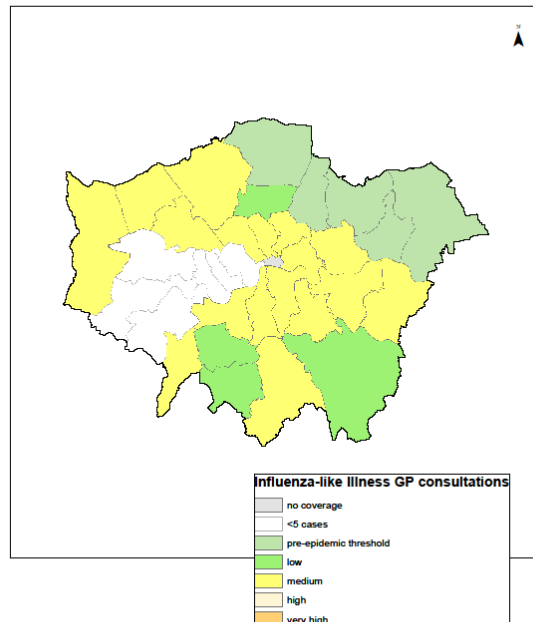 N
Influenza-like Illness GP consultations
no coverage
<5 cases
pre-epidemic threshold
low
medium
high
very high